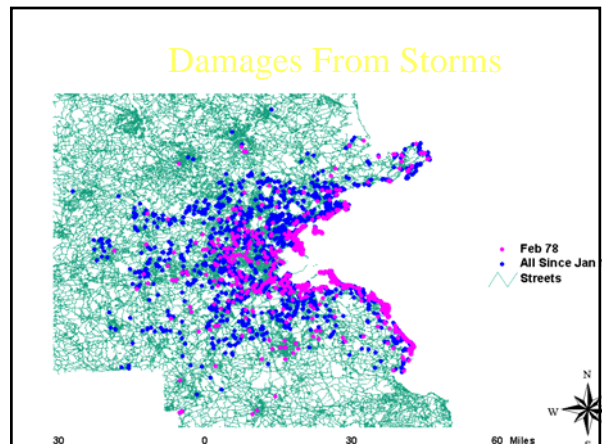 Damages From Storms
Feb 78
All Since Jan
Streets
N
W
S
30 0 30 60 Miles